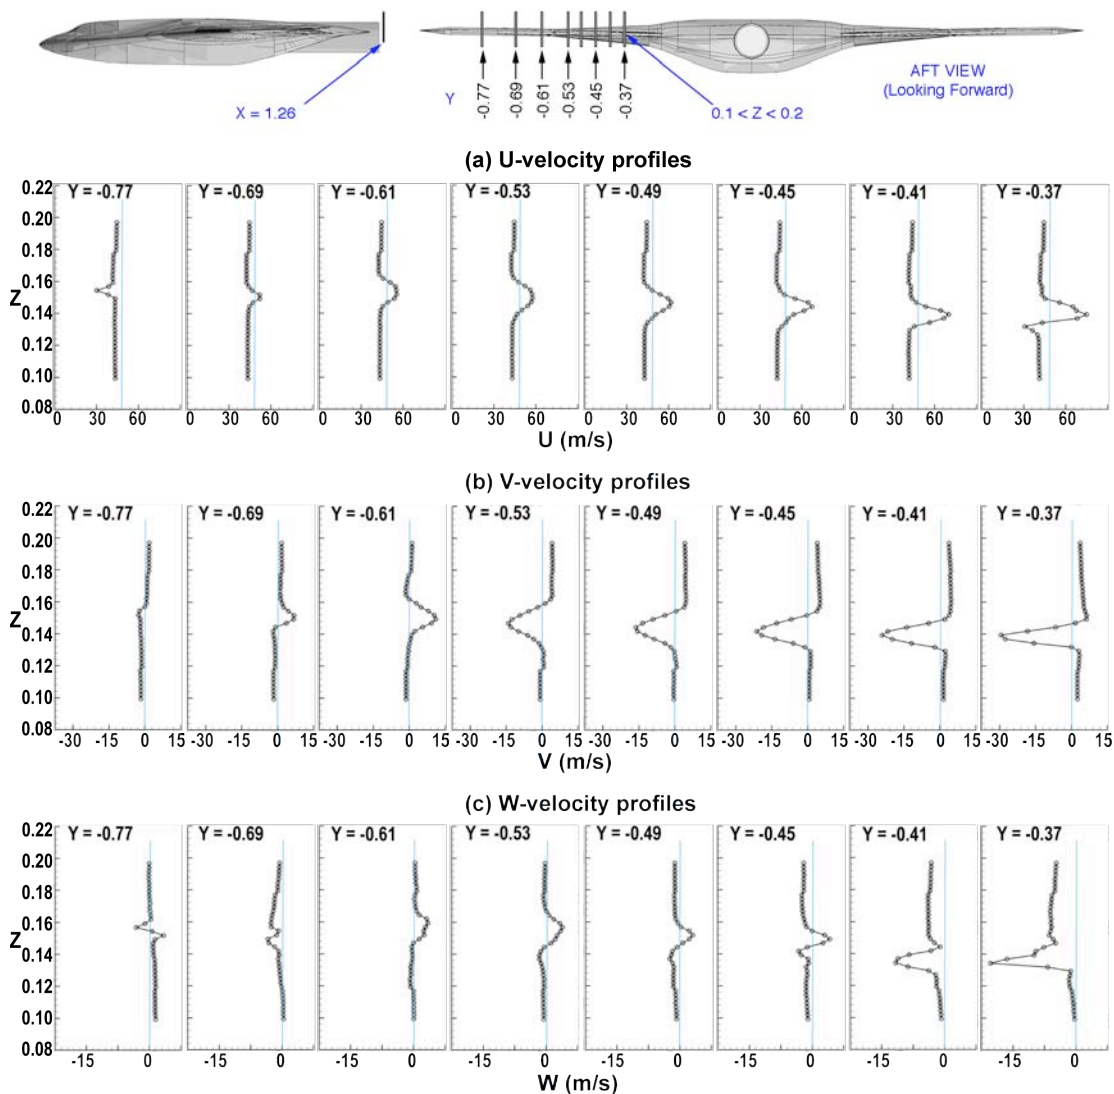 Y
-0.77
-0.69
-0.61
-0.53
-0.45
-0.37
AFT VIEW
(Looking Forward)
X = 1.26
0.1 < Z < 0.2
(a) U-velocity profiles
Y = -0.77 Y = -0.69 Y = -0.61 Y = -0.53 Y = -0.49 Y = -0.45 Y = -0.41 Y = -0.37
0.22
0.20
0.18
0.16
Z
0.14
0.12
0.10
0.08
0 30 60 0 30 60 0 30 60 0 30 60 0 30 60 0 30 60 0 30 60 0 30 60
U (m/s)
(b) V-velocity profiles
Y = -0.77 Y = -0.69 Y = -0.61 Y = -0.53 Y = -0.49 Y = -0.45 Y = -0.41 Y = -0.37
0.22
0.20
0.18
0.16
Z
0.14
0.12
0.10
0.08
-30 -15 0 15 -30 -15 0 15 -30 -15 0 15 -30 -15 0 15 -30 -15 0 15 -30 -15 0 15 -30 -15 0 15 -30 -15 0 15
V (m/s)
(c) W-velocity profiles
Y = -0.77 Y = -0.69 Y = -0.61 Y = -0.53 Y = -0.49 Y = -0.45 Y = -0.41 Y = -0.37
0.22
0.20
0.18
0.16
Z
0.14
0.12
0.10
0.08
-15 0 -15 0 -15 0 -15 0 -15 0 -15 0 -15 0 -15 0
W (m/s)